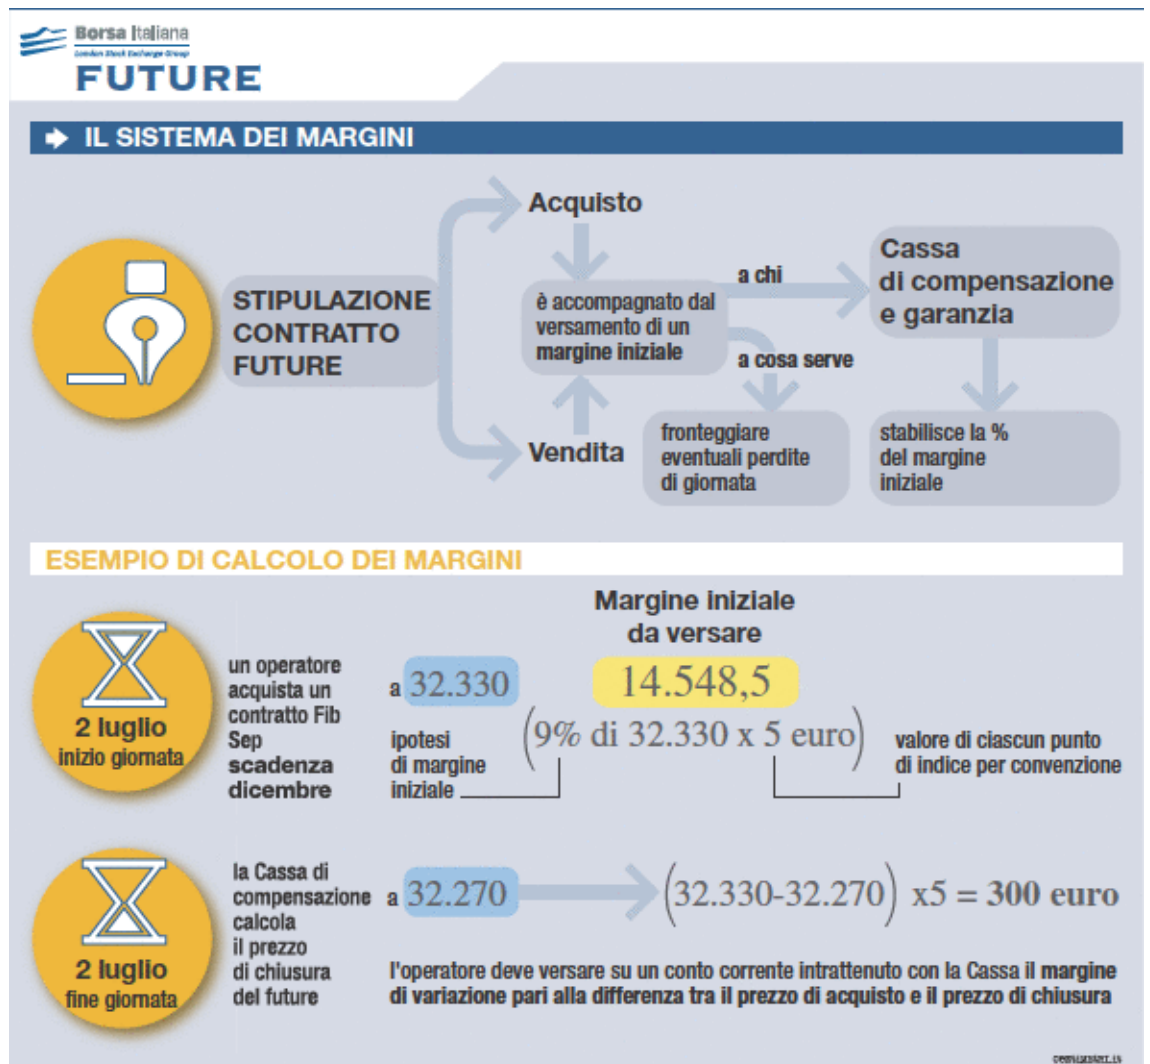 Borsa Italiana
London Stock Exchange Group
FUTURE
IL SISTEMA DEI MARGINI
STIPULAZIONE
CONTRATTO
FUTURE
Acquisto
è accompagnato dal
versamento di un
margine iniziale
Vendita
a chi
Cassa
di compensazione
e garanzia
a cosa serve
fronteggiare
eventuali perdite
di giornata
stabilisce la %
del margine
iniziale
ESEMPIO DI CALCOLO DEI MARGINI
2 luglio
inizio giornata
un operatore
acquista un
contratto Fib
Sep
scadenza
dicembre
a 32.330
ipotesi
di margine
iniziale
Margine iniziale
da versare
14.548,5
(9% di 32.330 x 5 euro)
valore di ciascun punto
di indice per convenzione
2 luglio
fine giornata
la Cassa di
compensazione
calcola
il prezzo
di chiusura
del future
a 32.270
(32.330-32.270) x5 = 300 euro
l'operatore deve versare su un conto corrente intrattenuto con la Cassa il margine
di variazione pari alla differenza tra il prezzo di acquisto e il prezzo di chiusura